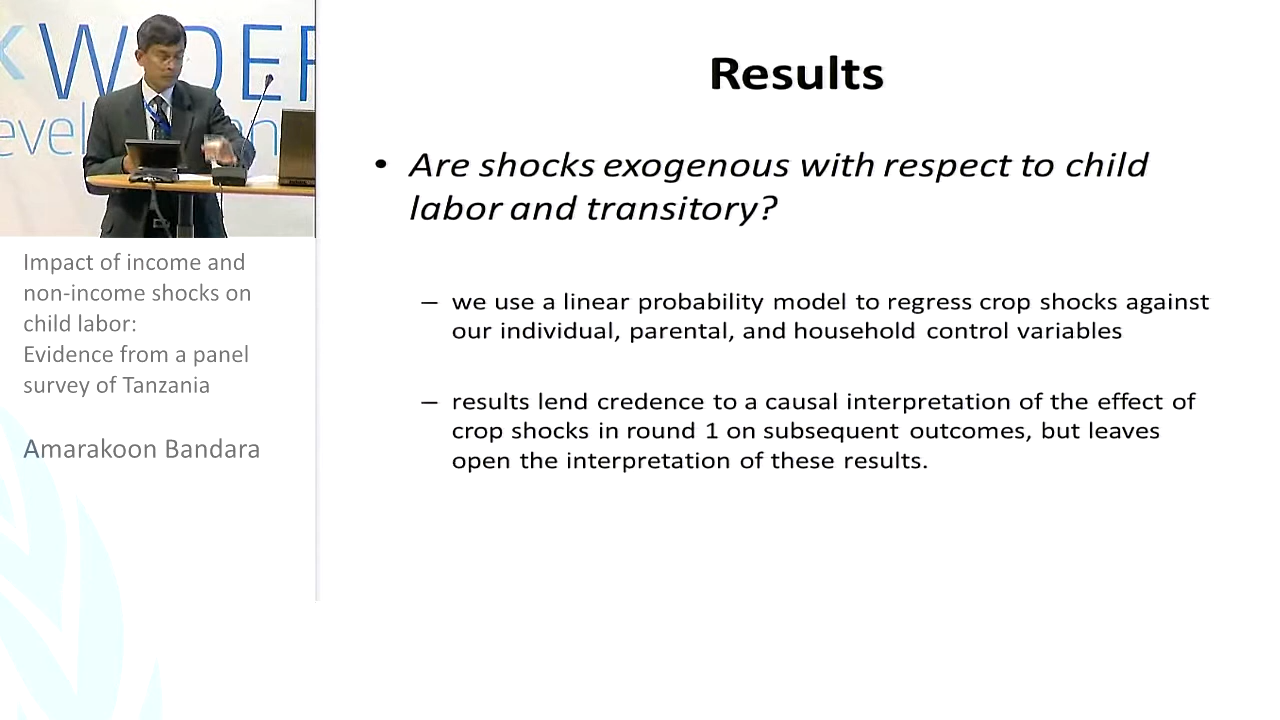 WIDER
evel
en
Impact of income and
non-income shocks on
child labor:
Evidence from a panel
survey of Tanzania
Amarakoon Bandara
Results
• Are shocks exogenous with respect to child
labor and transitory?
– we use a linear probability model to regress crop shocks against
our individual, parental, and household control variables
– results lend credence to a causal interpretation of the effect of
crop shocks in round 1 on subsequent outcomes, but leaves
open the interpretation of these results.